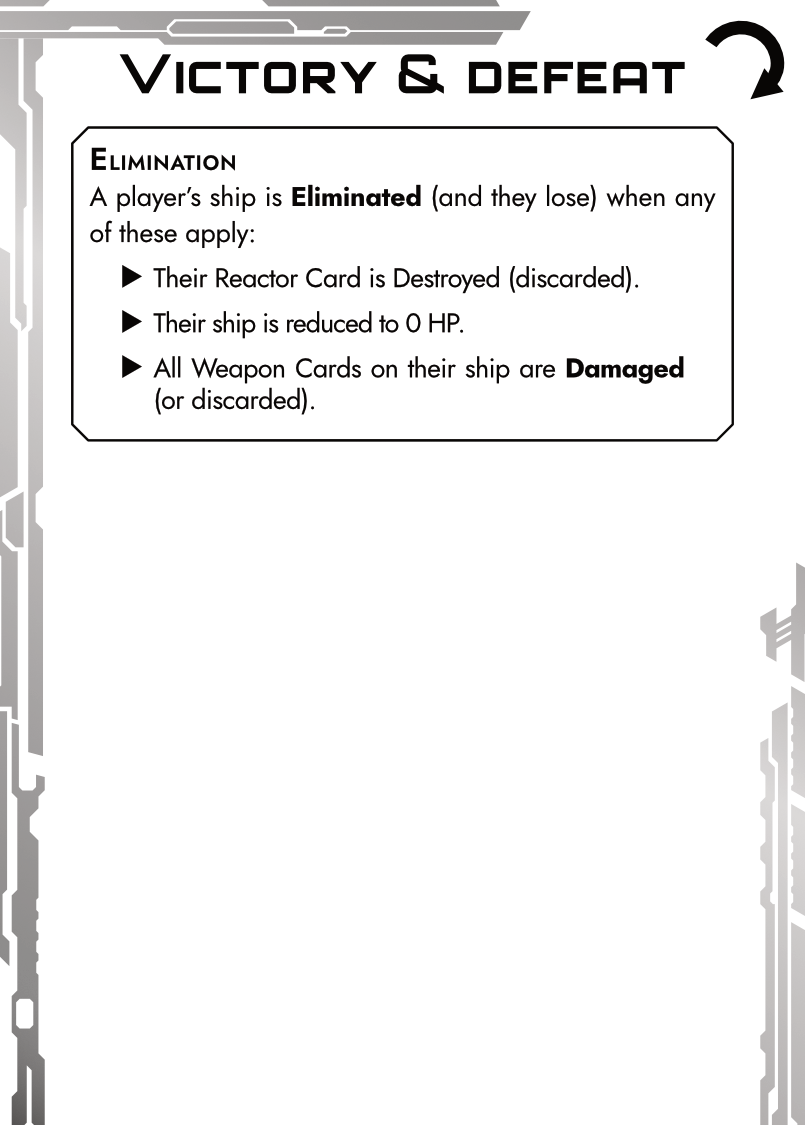 VICTORY & DEFEAT
ELIMINATION
A player's ship is Eliminated (and they lose) when any
of these apply:
▶ Their Reactor Card is Destroyed (discarded).
▶ Their ship is reduced to 0 HP.
▶ All Weapon Cards on their ship are Damaged
(or discarded).